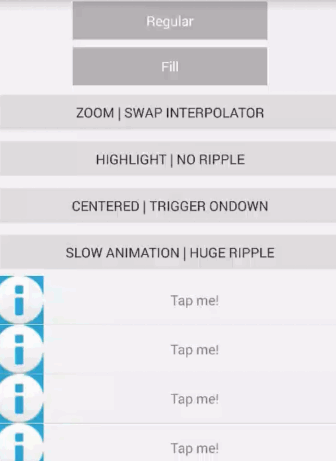 Regular
Fill
ZOOM | SWAP INTERPOLATOR
HIGHLIGHT | NO RIPPLE
CENTERED | TRIGGER ONDOWN
SLOW ANIMATION | HUGE RIPPLE
Tap me!
Tap me!
Tap me!
Tap me!